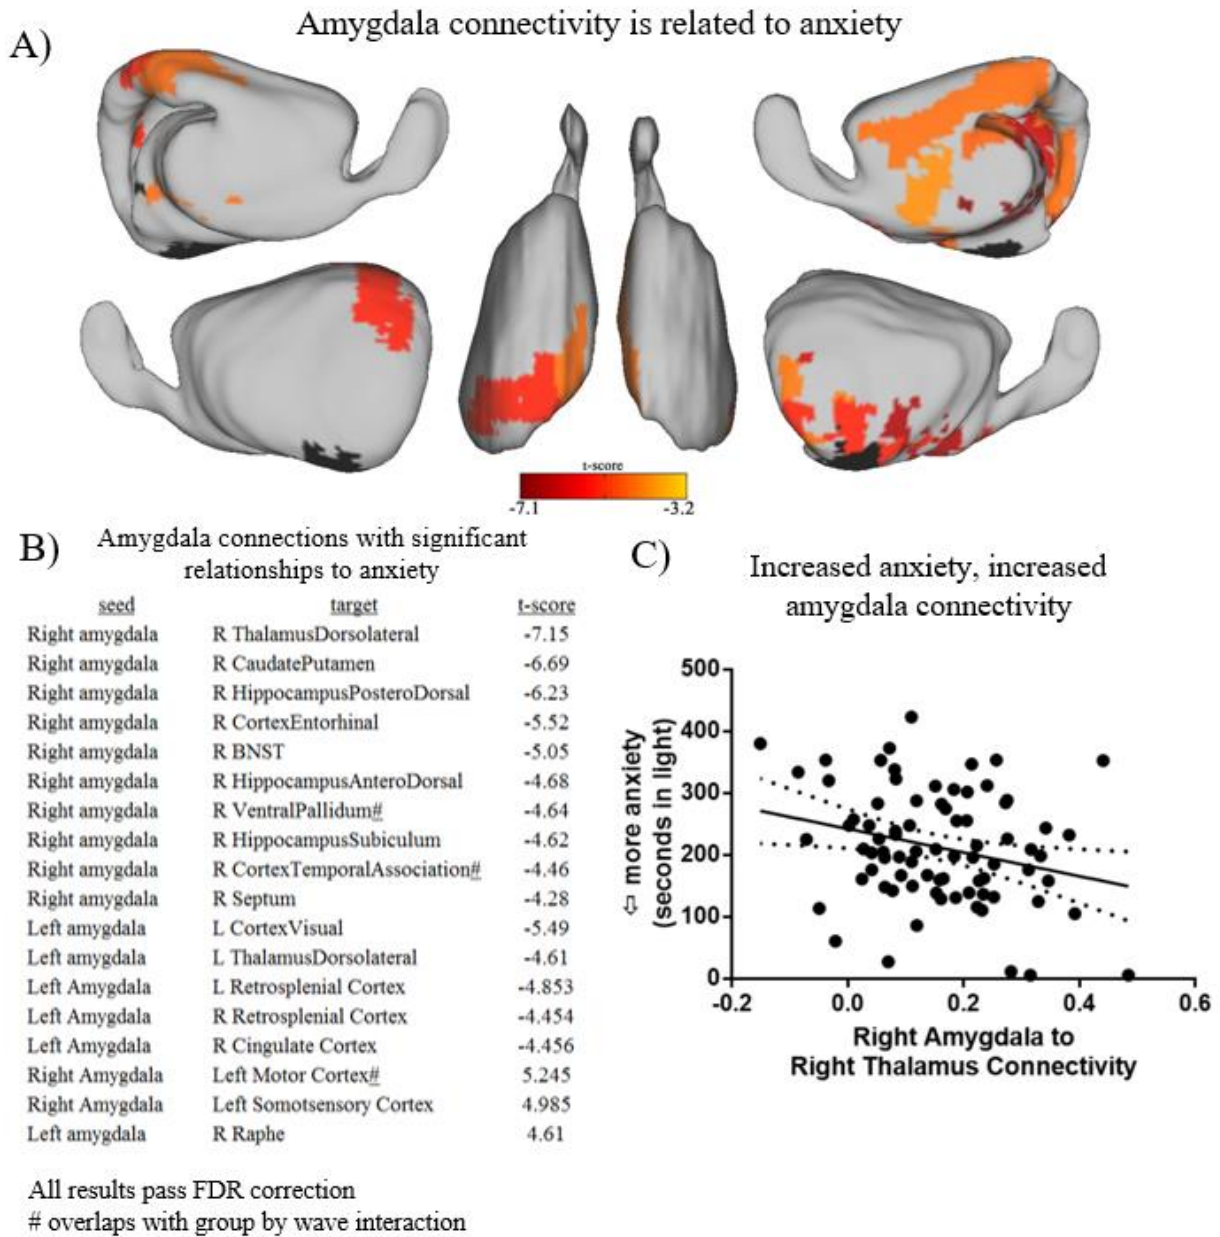 Amygdala connectivity is related to anxiety
A)
t-score
-7.1 -3.2
B) Amygdala connections with significant
relationships to anxiety
seed target t-score
Right amygdala R ThalamusDorsolateral -7.15
Right amygdala R CaudatePutamen -6.69
Right amygdala R HippocampusPosteroDorsal -6.23
Right amygdala R CortexEntorhinal -5.52
Right amygdala R BNST -5.05
Right amygdala R HippocampusAnteroDorsal -4.68
Right amygdala R VentralPallidum# -4.64
Right amygdala R HippocampusSubiculum -4.62
Right amygdala R CortexTemporalAssociation# -4.46
Right amygdala R Septum -4.28
Left amygdala L CortexVisual -5.49
Left amygdala L ThalamusDorsolateral -4.61
Left Amygdala L Retrosplenial Cortex -4.853
Left Amygdala R Retrosplenial Cortex -4.454
Left Amygdala R Cingulate Cortex -4.456
Right Amygdala Left Motor Cortex# 5.245
Right Amygdala Left Somotsensory Cortex 4.985
Left amygdala R Raphe 4.61
All results pass FDR correction
# overlaps with group by wave interaction
C) Increased anxiety, increased
amygdala connectivity
⇦ more anxiety
(seconds in light)
500
400
300
200
100
0
-0.2 0.0 0.2 0.4 0.6
Right Amygdala to
Right Thalamus Connectivity